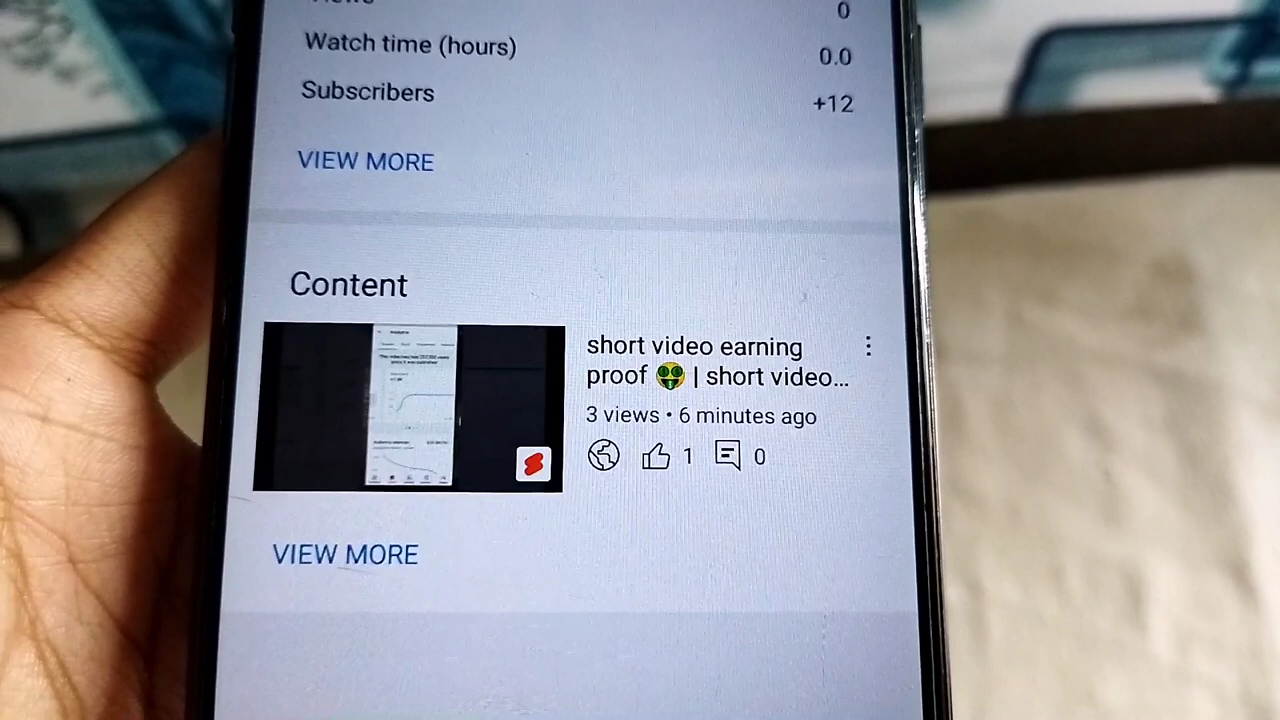 0
Watch time (hours) 0.0
Subscribers +12
VIEW MORE
Content
short video earning
proof 🤑 | short video...
3 views • 6 minutes ago
1 0
VIEW MORE